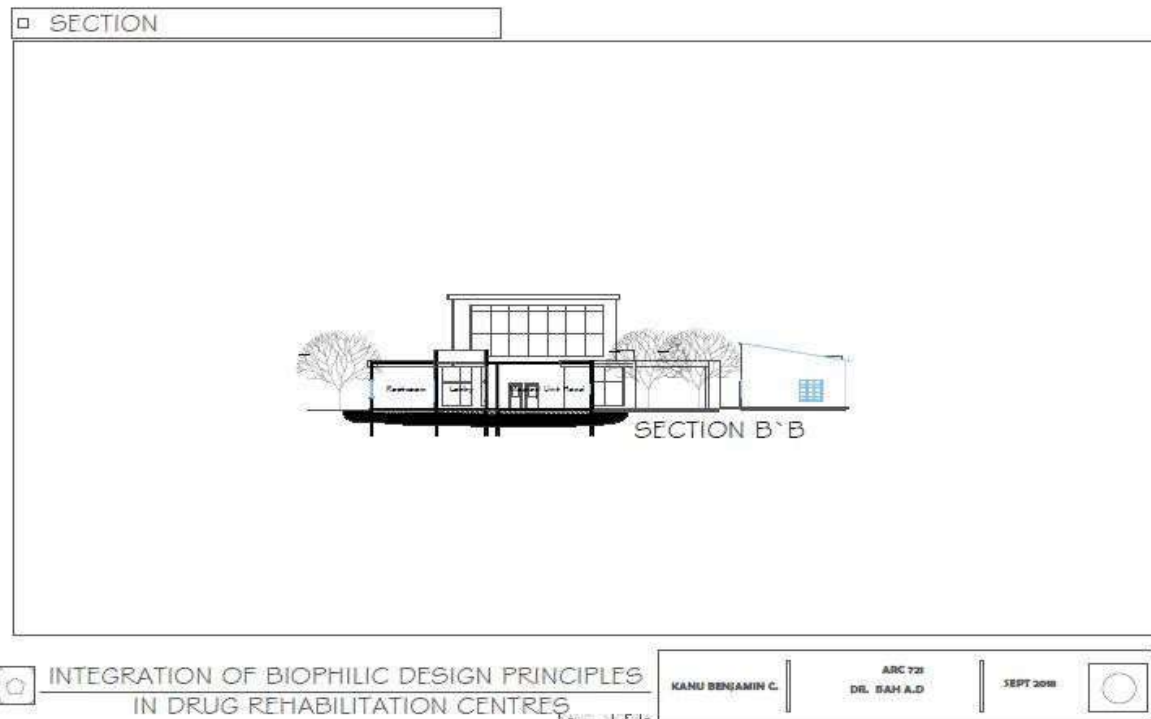 SECTION
Lobby
SECTION B`B
INTEGRATION OF BIOPHILIC DESIGN PRINCIPLES
IN DRUG REHABILITATION CENTRES
KANU BENJAMIN C.
ARC 721
DR. BAH A.D
SEPT 2018